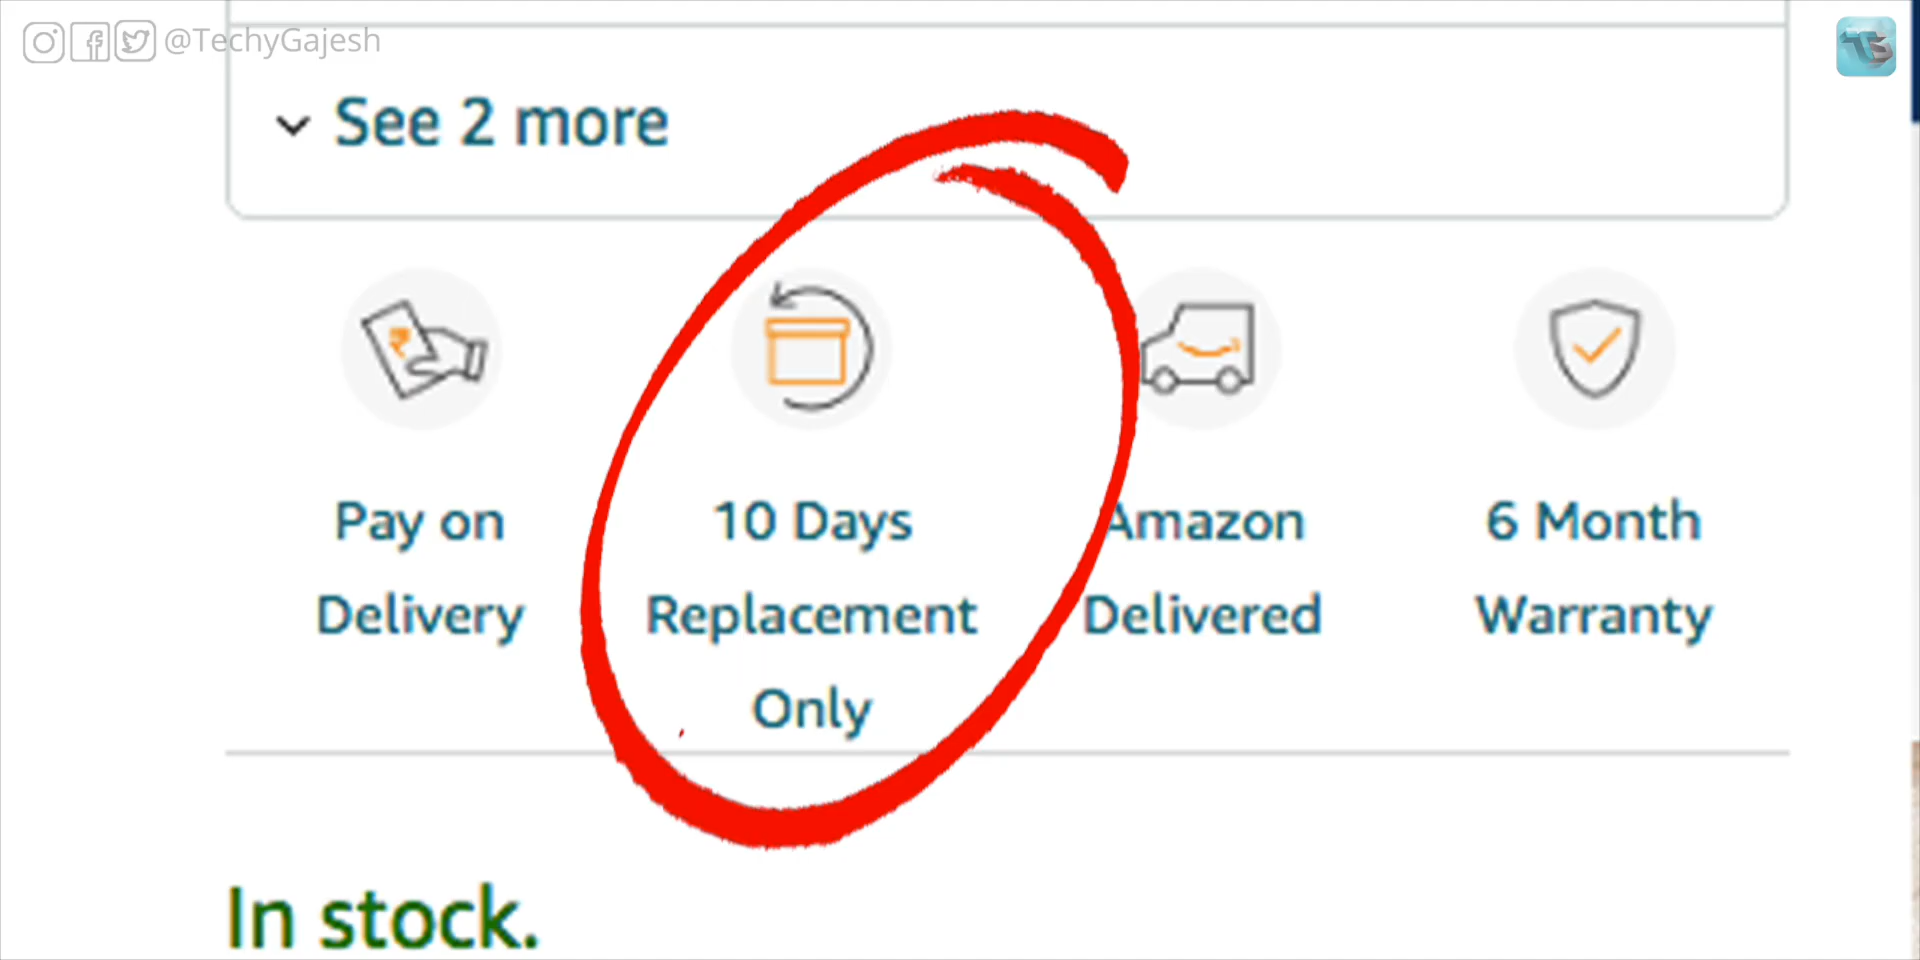 @TechyGajesh
See 2 more
Pay on
Delivery
10 Days
Replacement
Only
Amazon
Delivered
6 Month
Warranty
In stock.